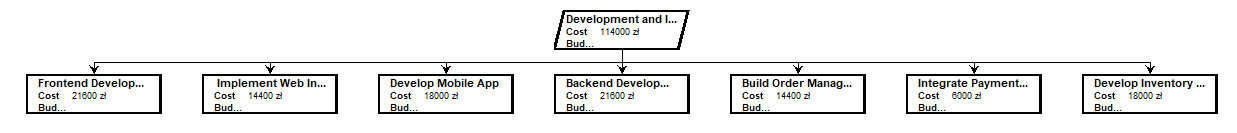 Development and I...
Cost 114000 zł
Bud...
Frontend Develop...
Cost 21600 zł
Bud...
Implement Web In...
Cost 14400 zł
Bud...
Develop Mobile App
Cost 18000 zł
Bud...
Backend Develop...
Cost 21600 zł
Bud...
Build Order Manag...
Cost 14400 zł
Bud...
Integrate Payment...
Cost 6000 zł
Bud...
Develop Inventory ...
Cost 18000 zł
Bud...